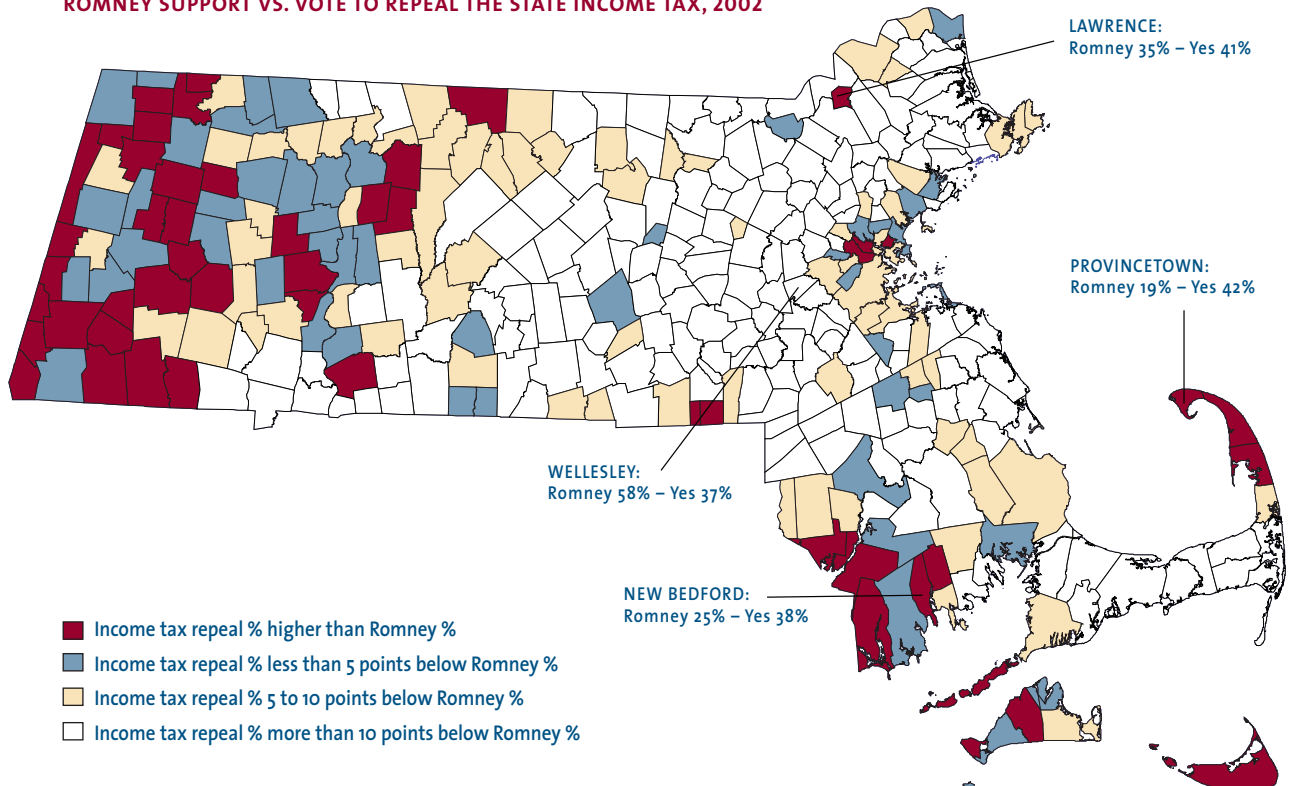 ROMNEY SUPPORT VS. VOTE TO REPEAL THE STATE INCOME TAX, 2002
LAWRENCE:
Romney 35% – Yes 41%
PROVINCETOWN:
Romney 19% – Yes 42%
WELLESLEY:
Romney 58% – Yes 37%
NEW BEDFORD:
Romney 25% – Yes 38%
Income tax repeal % higher than Romney %
Income tax repeal % less than 5 points below Romney %
Income tax repeal % 5 to 10 points below Romney %
Income tax repeal % more than 10 points below Romney %